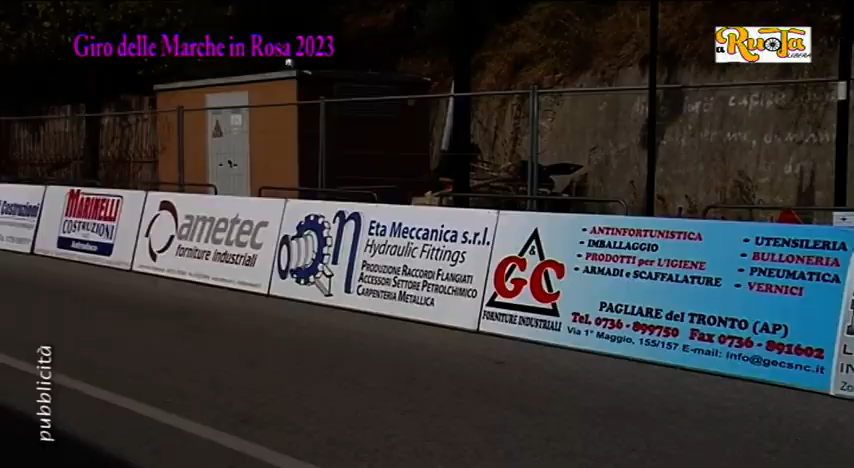 Giro delle Marche in Rosa 2023
a RuoTa
LIBERA
Costruzioni
MARINELLI
COSTRUZIONI
ametec
forniture industriali
η
Eta Meccanica s.r.l.
Hydraulic Fittings
PRODUZIONE RACCORDI FLANGIATI
ACCESSORI SETTORE PETROLCHIMICO
CARPENTERIA METALLICA
G&C
FORNITURE INDUSTRIALI
• ANTINFORTUNISTICA
• IMBALLAGGIO
• PRODOTTI per L'IGIENE
• ARMADI e SCAFFALATURE
• UTENSILERIA
• BULLONERIA
• PNEUMATICA
• VERNICI
PAGLIARE del TRONTO (AP)
Tel. 0736 - 899750 Fax 0736 - 891602
Via 1° Maggio, 155/157 E-mail: info@gecsnc.it
pubblicità